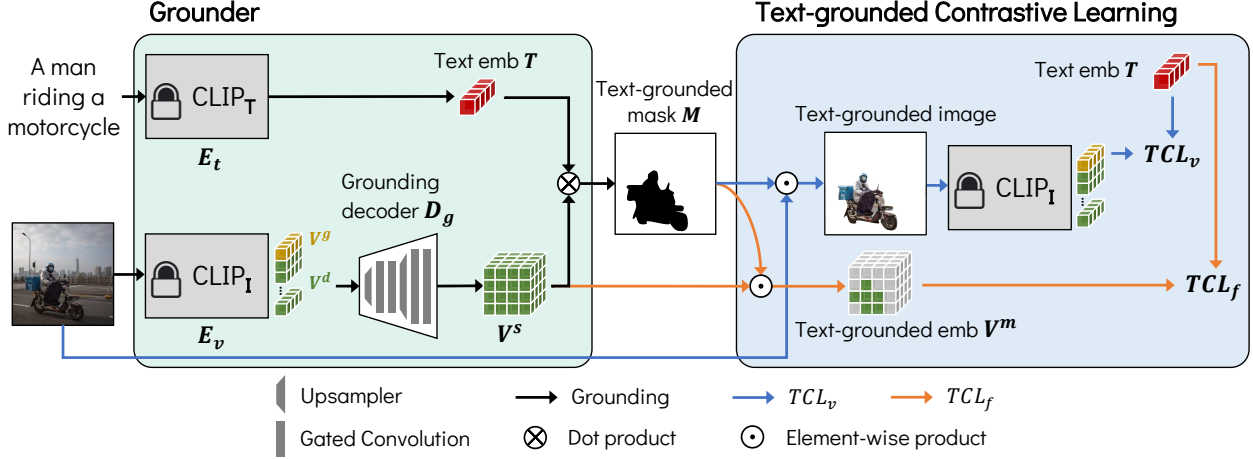 Grounder
Text-grounded Contrastive Learning
A man
riding a
motorcycle
CLIP_T
E_t
Text emb T
Text-grounded
mask M
Grounding
decoder D_g
CLIP_I
E_v
V^g
V^d
V^s
Text emb T
Text-grounded image
CLIP_I
TCL_v
TCL_f
Text-grounded emb V^m
Upsampler
Grounding
TCL_v
TCL_f
Gated Convolution
Dot product
Element-wise product